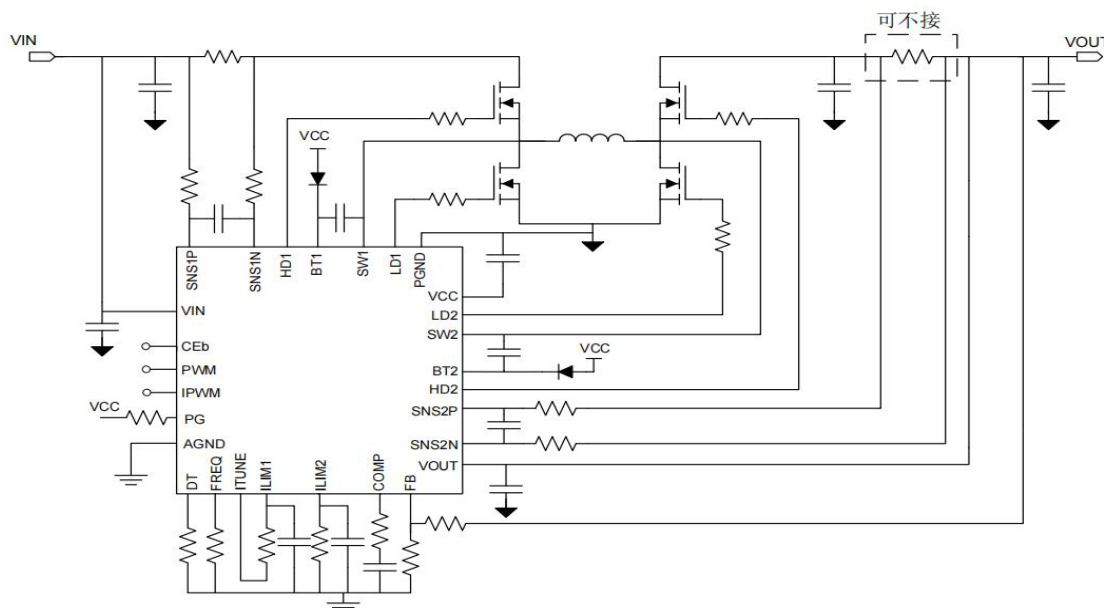 可不接
VIN
VOUT
VCC
SNS1P
SNS1N
HD1
BT1
SW1
LD1
PGND
VCC
LD2
SW2
BT2
VCC
HD2
SNS2P
SNS2N
VOUT
VIN
CEb
PWM
IPWM
VCC
PG
AGND
DT
FREQ
ITUNE
ILIM1
ILIM2
COMP
FB